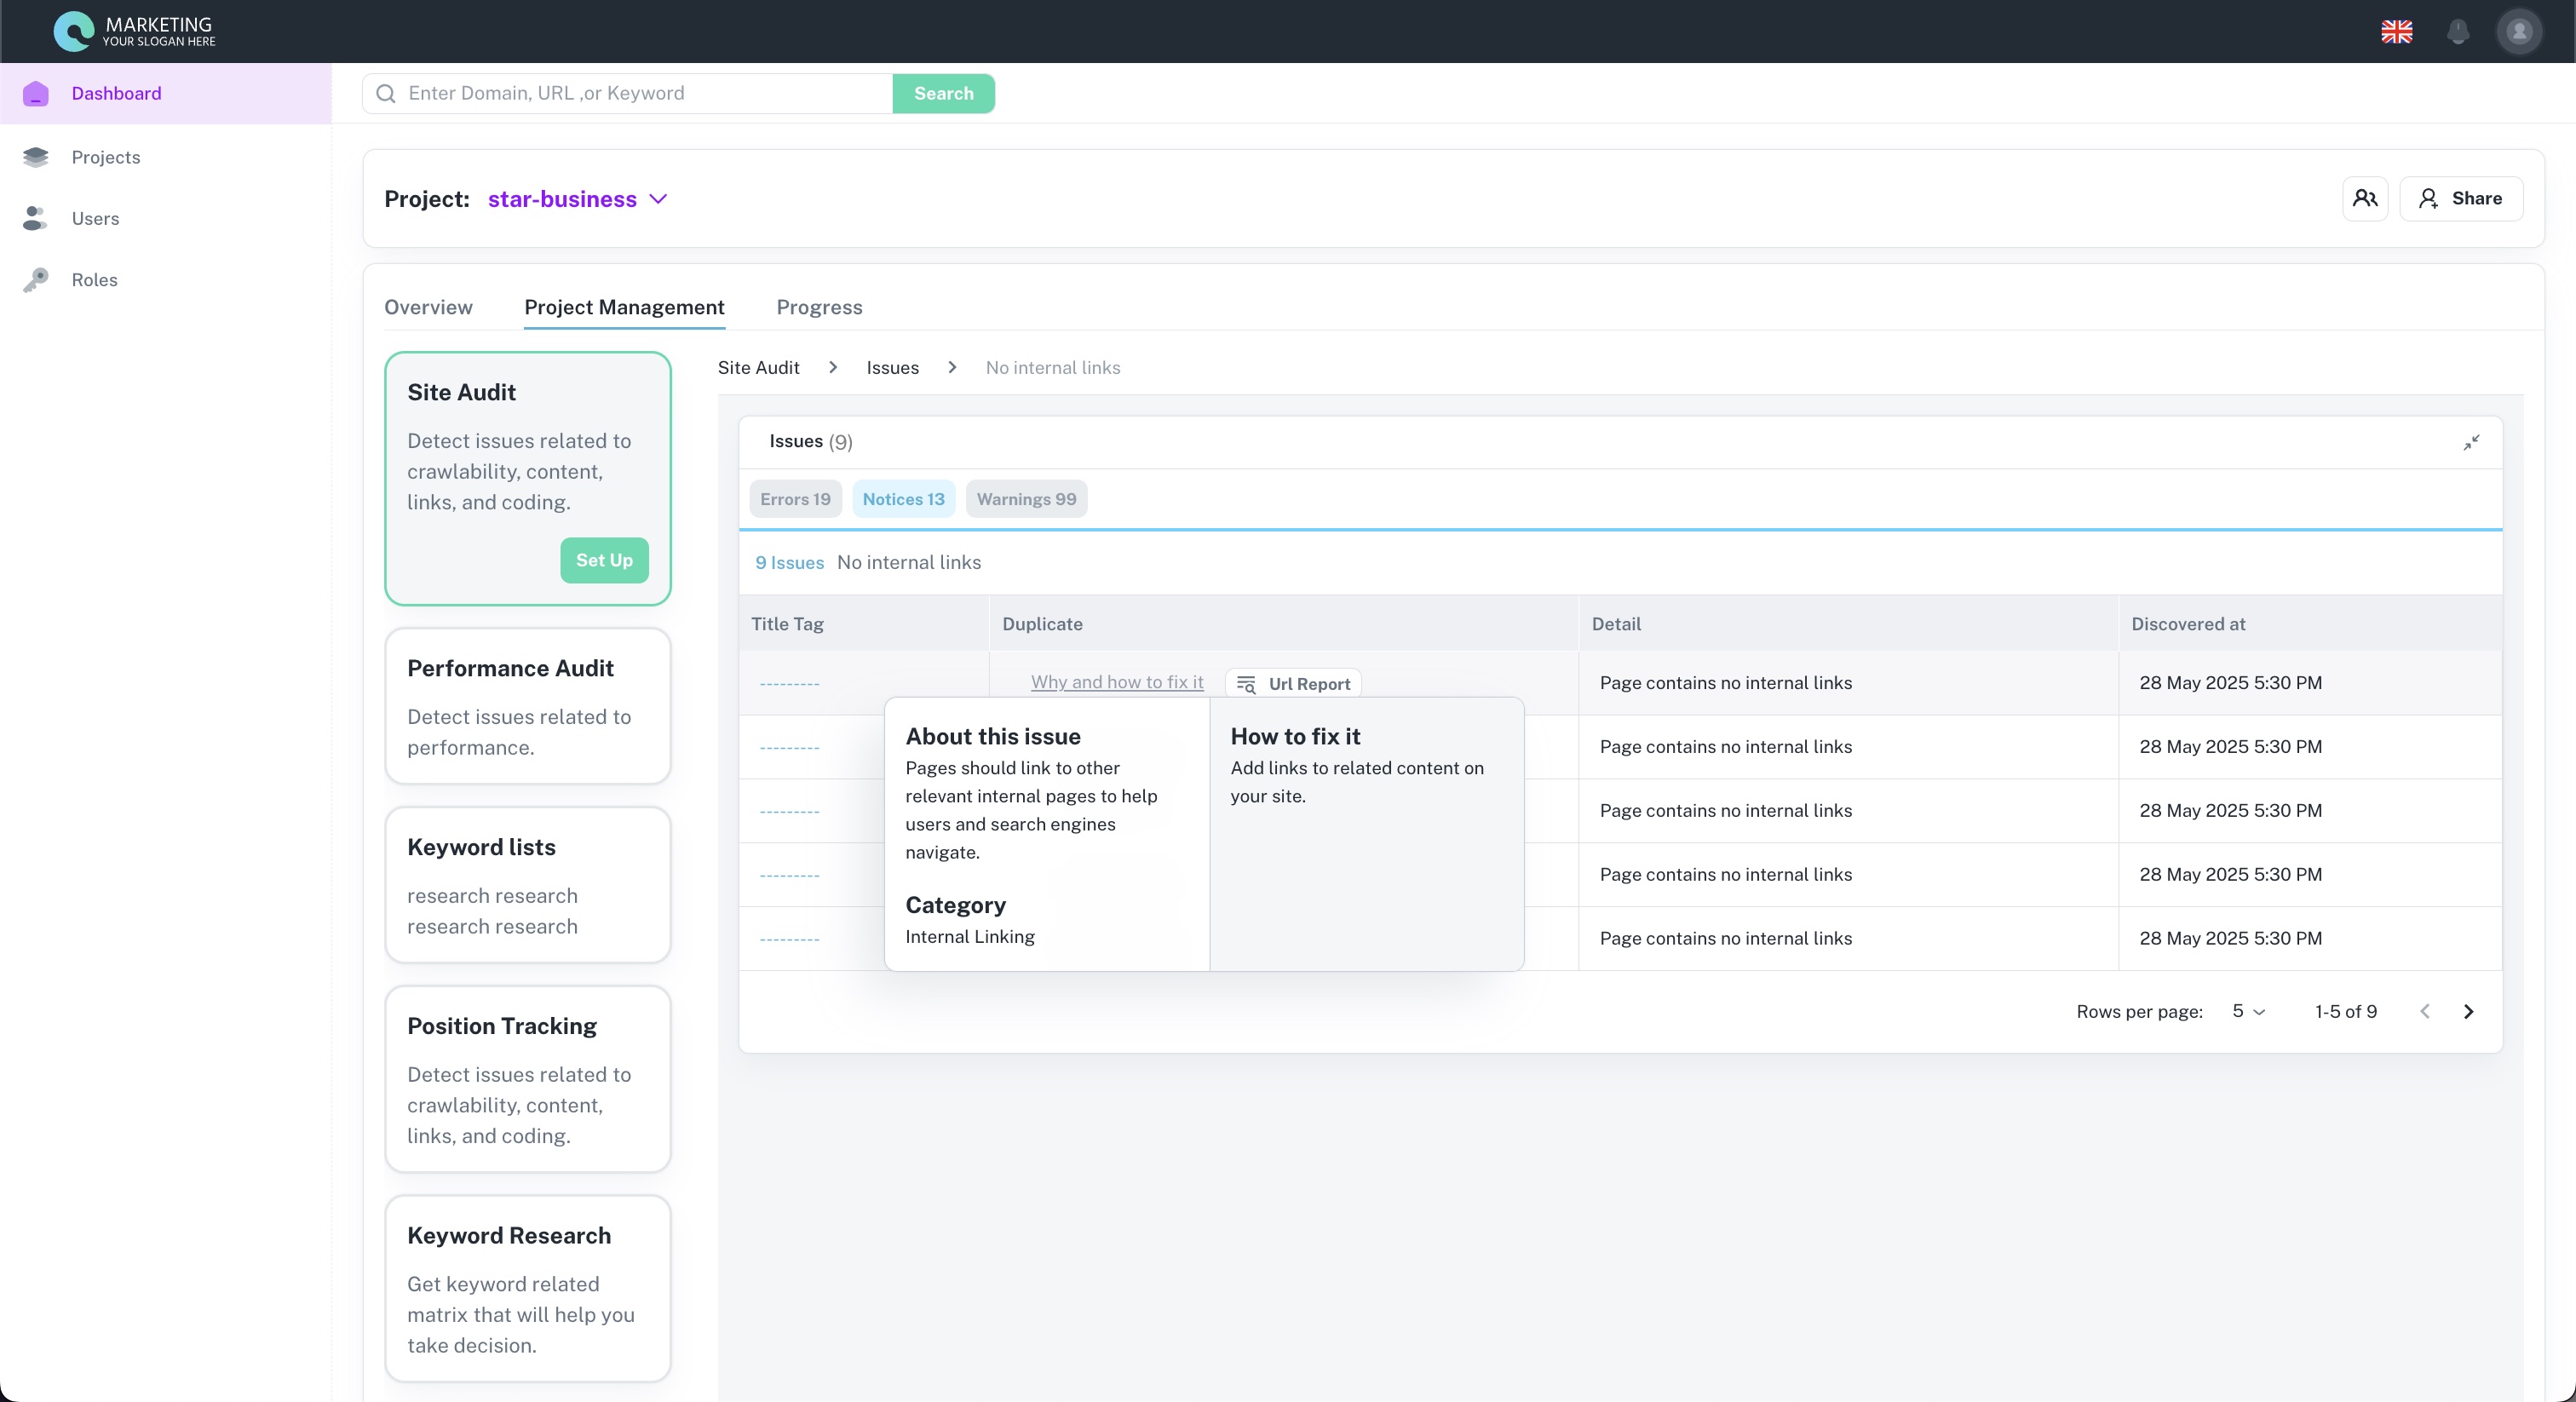 MARKETING
YOUR SLOGAN HERE
Dashboard
Projects
Users
Roles
Enter Domain, URL ,or Keyword
Search
Project: star-business
Share
Overview Project Management Progress
Site Audit
Detect issues related to
crawlability, content,
links, and coding.
Set Up
Performance Audit
Detect issues related to
performance.
Keyword lists
research research
research research
Position Tracking
Detect issues related to
crawlability, content,
links, and coding.
Keyword Research
Get keyword related
matrix that will help you
take decision.
Site Audit > Issues > No internal links
Issues (9)
Errors 19 Notices 13 Warnings 99
9 Issues No internal links
Title Tag Duplicate Detail Discovered at
--------- Why and how to fix it Url Report Page contains no internal links 28 May 2025 5:30 PM
--------- Page contains no internal links 28 May 2025 5:30 PM
--------- Page contains no internal links 28 May 2025 5:30 PM
--------- Page contains no internal links 28 May 2025 5:30 PM
--------- Page contains no internal links 28 May 2025 5:30 PM
About this issue
Pages should link to other
relevant internal pages to help
users and search engines
navigate.
Category
Internal Linking
How to fix it
Add links to related content on
your site.
Rows per page: 5 1-5 of 9